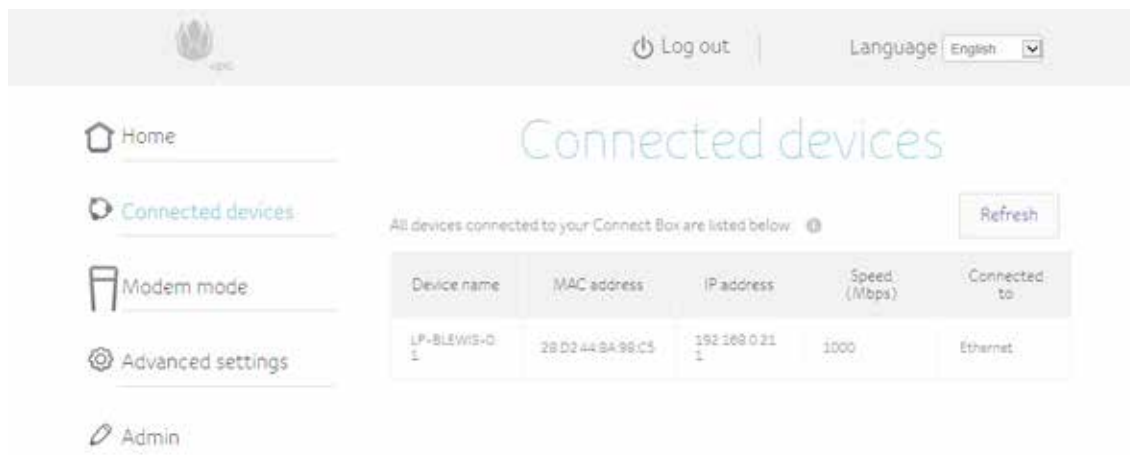 Log out
Language English
Home
Connected devices
Connected devices
All devices connected to your Connect Box are listed below
Refresh
Modem mode
Device name MAC address IP address Speed (Mbps) Connected to
LP-BLEWIS-0
1
28:D2:44:8A:98:C5
192.168.0.21
1
1000
Ethernet
Advanced settings
Admin